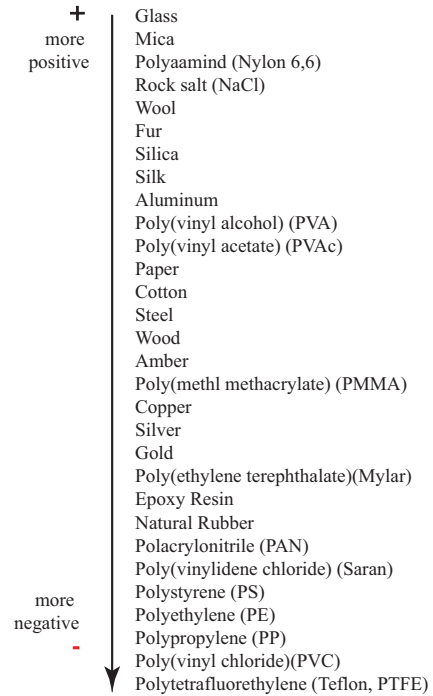 +
more
positive
Glass
Mica
Polyaamind (Nylon 6,6)
Rock salt (NaCl)
Wool
Fur
Silica
Silk
Aluminum
Poly(vinyl alcohol) (PVA)
Poly(vinyl acetate) (PVAc)
Paper
Cotton
Steel
Wood
Amber
Poly(methl methacrylate) (PMMA)
Copper
Silver
Gold
Poly(ethylene terephthalate)(Mylar)
Epoxy Resin
Natural Rubber
Polacrylonitrile (PAN)
Poly(vinylidene chloride) (Saran)
Polystyrene (PS)
Polyethylene (PE)
Polypropylene (PP)
Poly(vinyl chloride)(PVC)
Polytetrafluorethylene (Teflon, PTFE)
more
negative
-